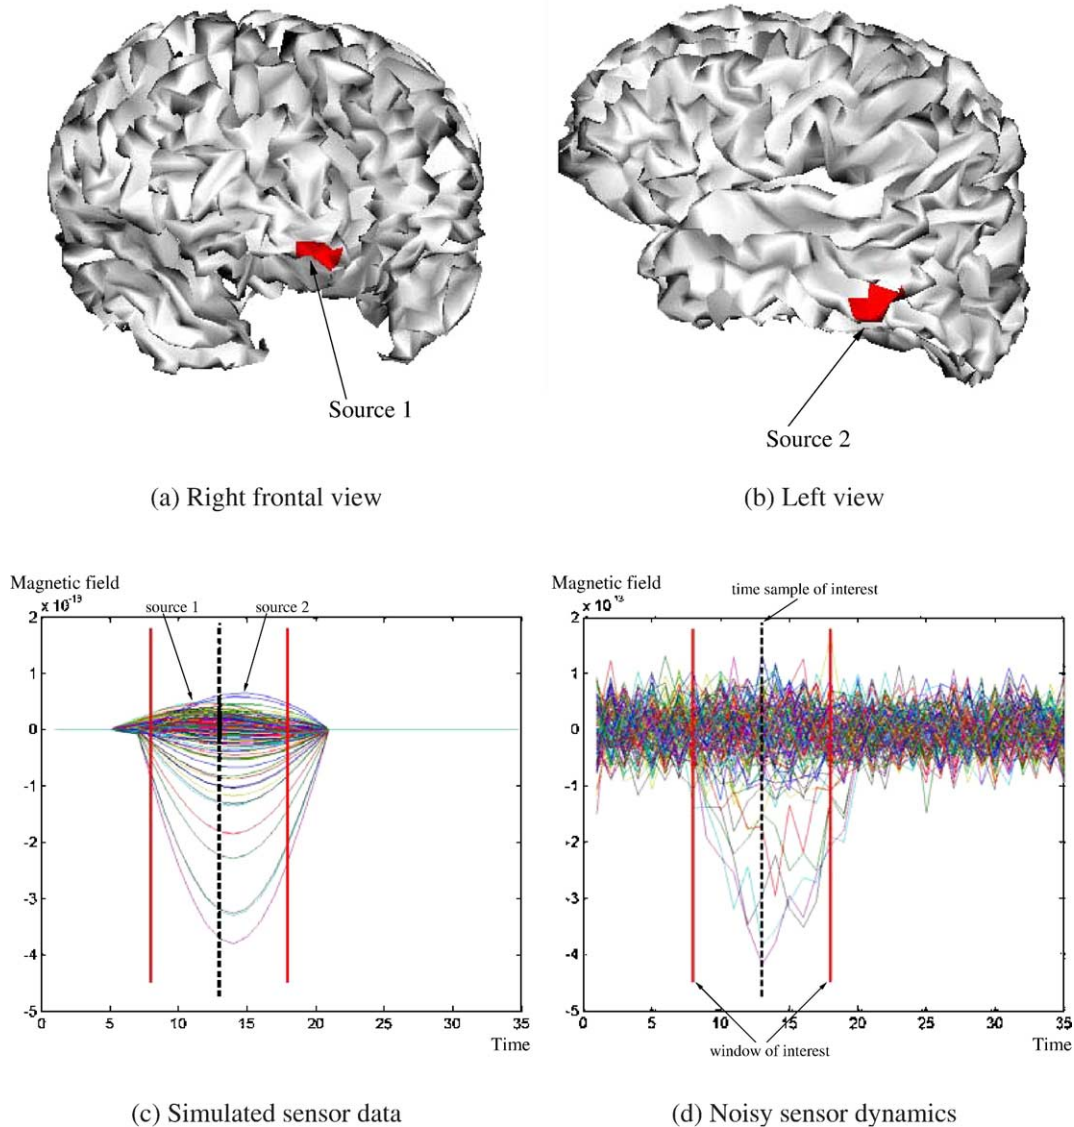 Source 1
Source 2
(a) Right frontal view
(b) Left view
Magnetic field
x 10-13
source 1
source 2
2
1
0
-1
-2
-3
-4
-5
0 5 10 15 20 25 30 35
Time
Magnetic field
x 10-13
time sample of interest
2
1
0
-1
-2
-3
-4
-5
0 5 10 15 20 25 30 35
window of interest
Time
(c) Simulated sensor data
(d) Noisy sensor dynamics